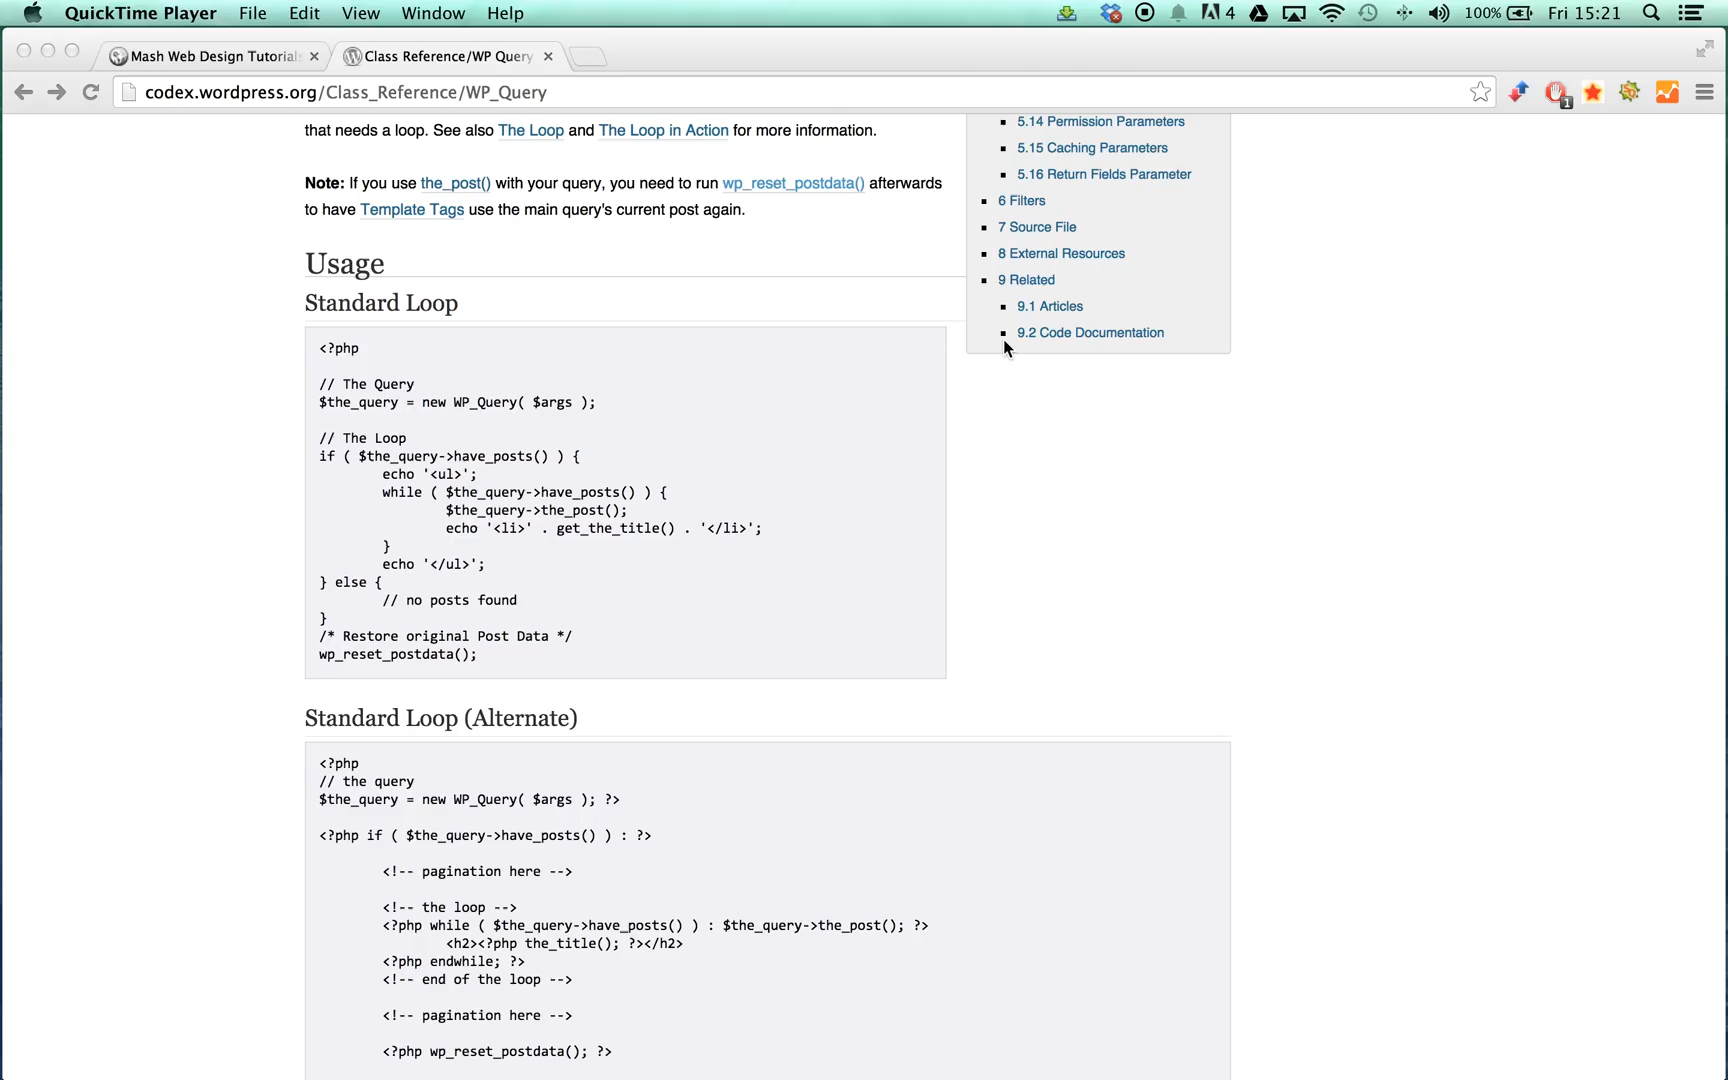 QuickTime Player File Edit View Window Help 4 100% Fri 15:21
Mash Web Design Tutorials Class Reference/WP Query
codex.wordpress.org/Class_Reference/WP_Query
1
that needs a loop. See also The Loop and The Loop in Action for more information.
Note: If you use the_post() with your query, you need to run wp_reset_postdata() afterwards
to have Template Tags use the main query's current post again.
5.14 Permission Parameters
5.15 Caching Parameters
5.16 Return Fields Parameter
6 Filters
7 Source File
8 External Resources
9 Related
9.1 Articles
9.2 Code Documentation
Usage
Standard Loop
<?php
// The Query
$the_query = new WP_Query( $args );
// The Loop
if ( $the_query->have_posts() ) {
echo '<ul>';
while ( $the_query->have_posts() ) {
$the_query->the_post();
echo '<li>' . get_the_title() . '</li>';
}
echo '</ul>';
} else {
// no posts found
}
/* Restore original Post Data */
wp_reset_postdata();
Standard Loop (Alternate)
<?php
// the query
$the_query = new WP_Query( $args ); ?>
<?php if ( $the_query->have_posts() ) : ?>
<!-- pagination here -->
<!-- the loop -->
<?php while ( $the_query->have_posts() ) : $the_query->the_post(); ?>
<h2><?php the_title(); ?></h2>
<?php endwhile; ?>
<!-- end of the loop -->
<!-- pagination here -->
<?php wp_reset_postdata(); ?>